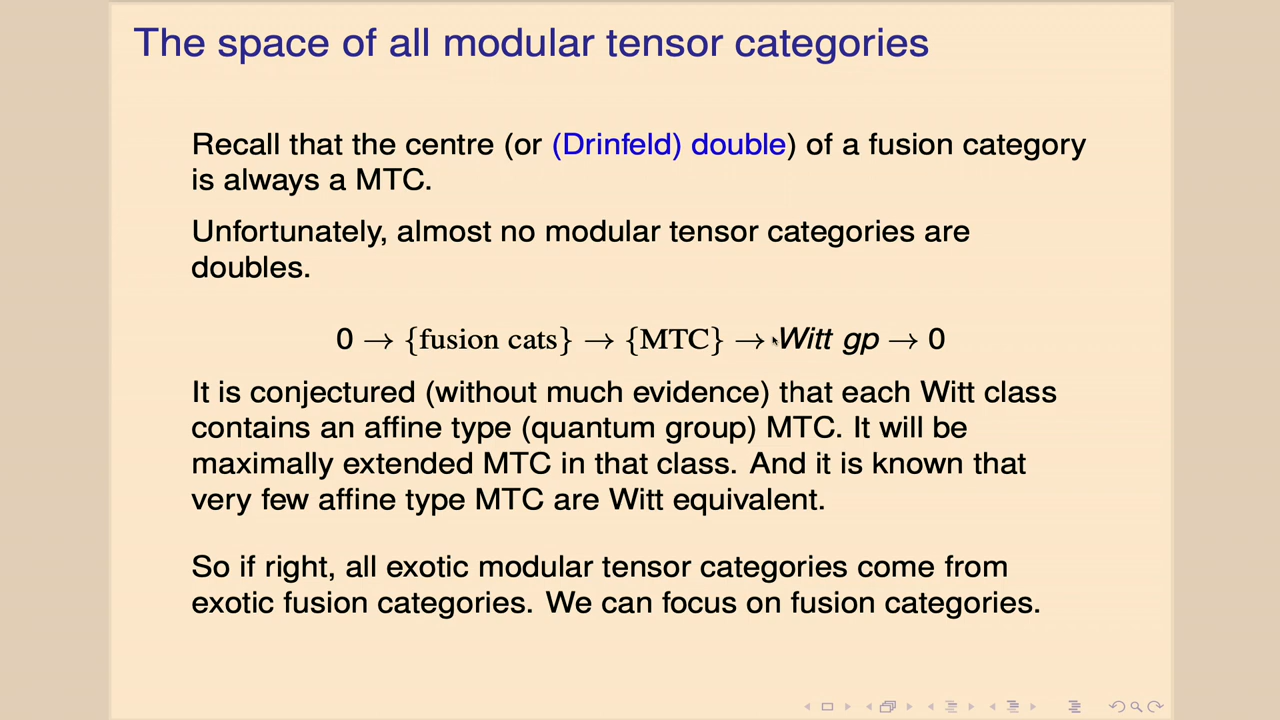 The space of all modular tensor categories
Recall that the centre (or (Drinfeld) double) of a fusion category
is always a MTC.
Unfortunately, almost no modular tensor categories are
doubles.
0 → {fusion cats} → {MTC} → Witt gp → 0
It is conjectured (without much evidence) that each Witt class
contains an affine type (quantum group) MTC. It will be
maximally extended MTC in that class. And it is known that
very few affine type MTC are Witt equivalent.
So if right, all exotic modular tensor categories come from
exotic fusion categories. We can focus on fusion categories.